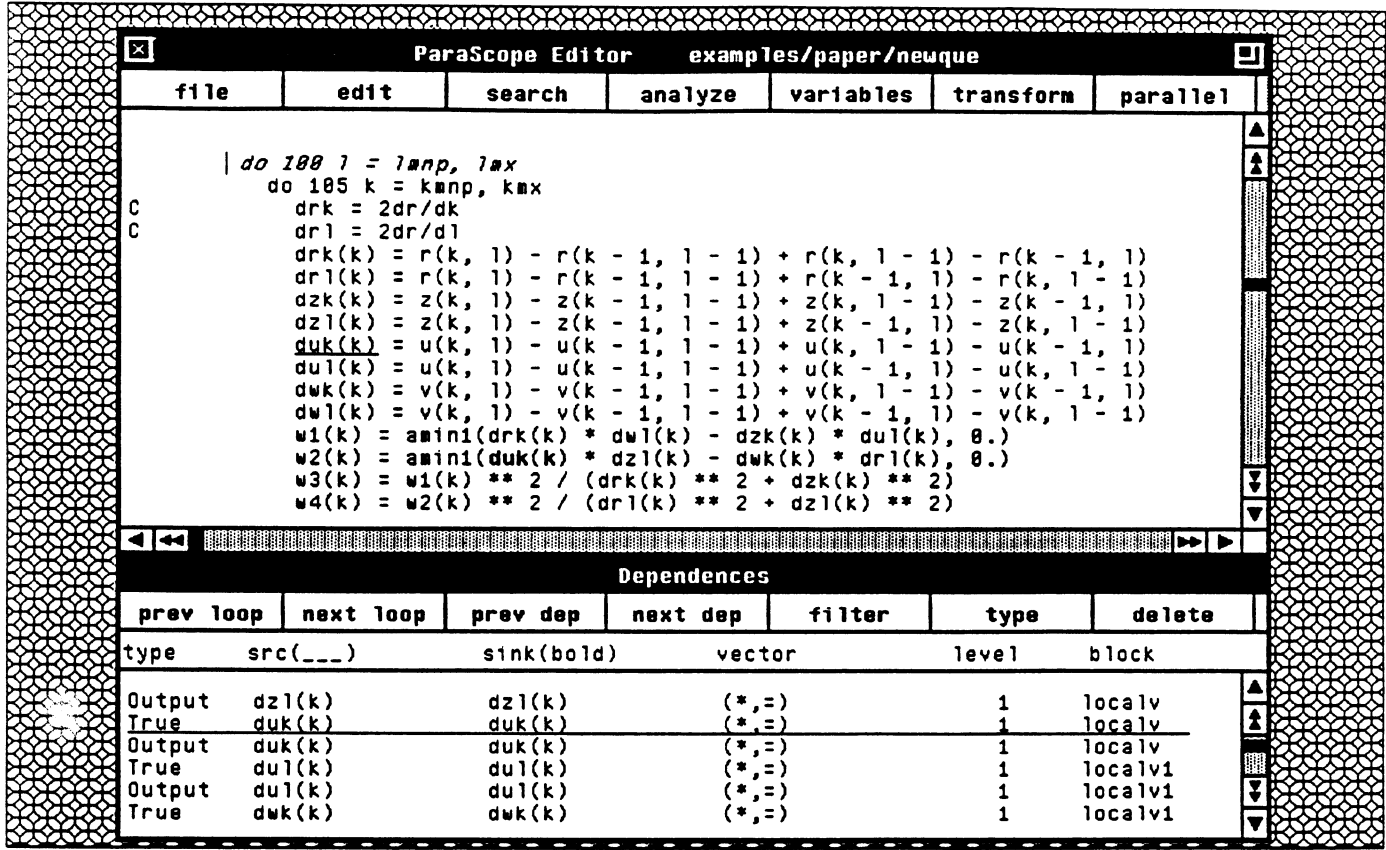 ParaScope Editor examples/paper/newque
file edit search analyze variables transform parallel
do 100 l = lmnp, lmx
do 105 k = kmnp, kmx
C drk = 2dr/dk
C drl = 2dr/dl
drk(k) = r(k, l) - r(k - 1, l - 1) + r(k, l - 1) - r(k - 1, l)
drl(k) = r(k, l) - r(k - 1, l - 1) + r(k - 1, l) - r(k, l - 1)
dzk(k) = z(k, l) - z(k - 1, l - 1) + z(k, l - 1) - z(k - 1, l)
dzl(k) = z(k, l) - z(k - 1, l - 1) + z(k - 1, l) - z(k, l - 1)
duk(k) = u(k, l) - u(k - 1, l - 1) + u(k, l - 1) - u(k - 1, l)
dul(k) = u(k, l) - u(k - 1, l - 1) + u(k - 1, l) - u(k, l - 1)
dwk(k) = v(k, l) - v(k - 1, l - 1) + v(k, l - 1) - v(k - 1, l)
dwl(k) = v(k, l) - v(k - 1, l - 1) + v(k - 1, l) - v(k, l - 1)
w1(k) = amin1(drk(k) * dwl(k) - dzk(k) * dul(k), 0.)
w2(k) = amin1(duk(k) * dzl(k) - dwk(k) * drl(k), 0.)
w3(k) = w1(k) ** 2 / (drk(k) ** 2 + dzk(k) ** 2)
w4(k) = w2(k) ** 2 / (drl(k) ** 2 + dzl(k) ** 2)
Dependences
prev loop next loop prev dep next dep filter type delete
type src(___) sink(bold) vector level block
Output dzl(k) dzl(k) (*,=) 1 localv
True duk(k) duk(k) (*,=) 1 localv
Output duk(k) duk(k) (*,=) 1 localv
True dul(k) dul(k) (*,=) 1 localv1
Output dul(k) dul(k) (*,=) 1 localv1
True dwk(k) dwk(k) (*,=) 1 localv1